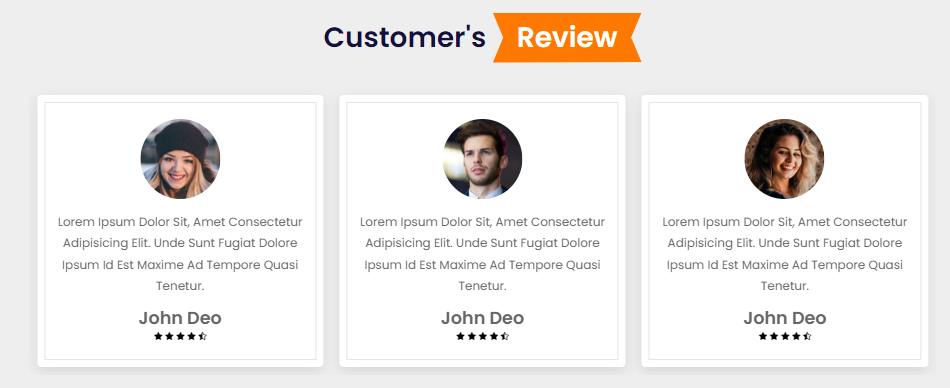 Customer's Review
Lorem Ipsum Dolor Sit, Amet Consectetur
Adipisicing Elit. Unde Sunt Fugiat Dolore
Ipsum Id Est Maxime Ad Tempore Quasi
Tenetur.
John Deo
Lorem Ipsum Dolor Sit, Amet Consectetur
Adipisicing Elit. Unde Sunt Fugiat Dolore
Ipsum Id Est Maxime Ad Tempore Quasi
Tenetur.
John Deo
Lorem Ipsum Dolor Sit, Amet Consectetur
Adipisicing Elit. Unde Sunt Fugiat Dolore
Ipsum Id Est Maxime Ad Tempore Quasi
Tenetur.
John Deo